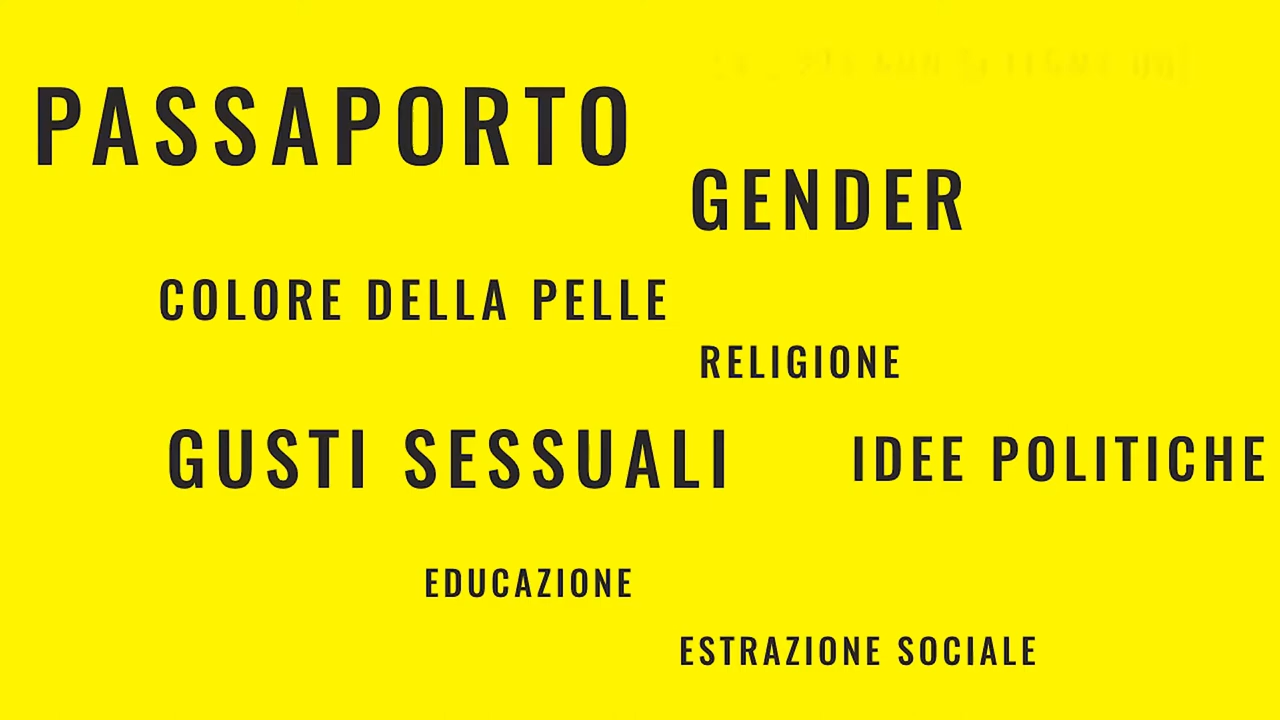 PASSAPORTO
GENDER
COLORE DELLA PELLE
RELIGIONE
GUSTI SESSUALI
IDEE POLITICHE
EDUCAZIONE
ESTRAZIONE SOCIALE